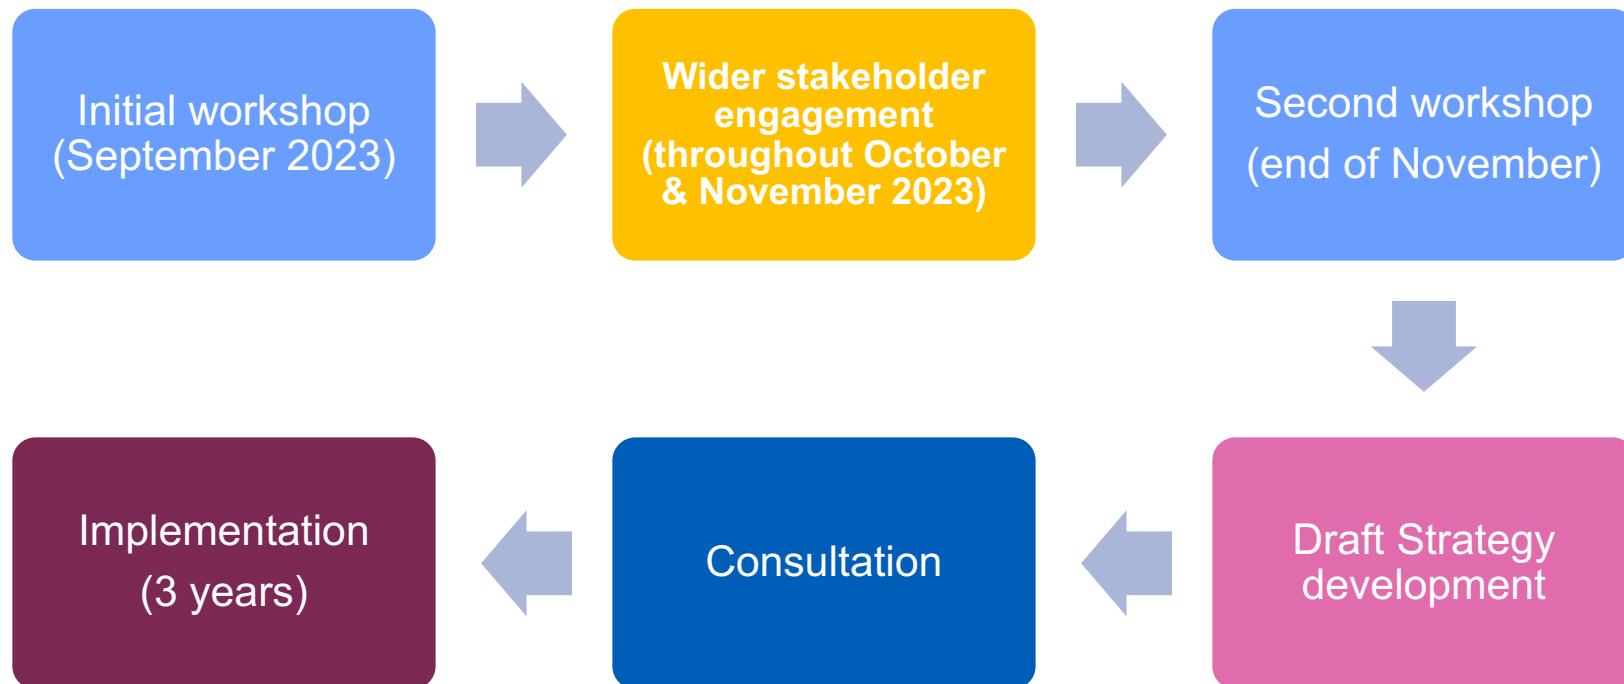 Initial workshop
(September 2023)
Wider stakeholder
engagement
(throughout October
& November 2023)
Second workshop
(end of November)
Draft Strategy
development
Consultation
Implementation
(3 years)